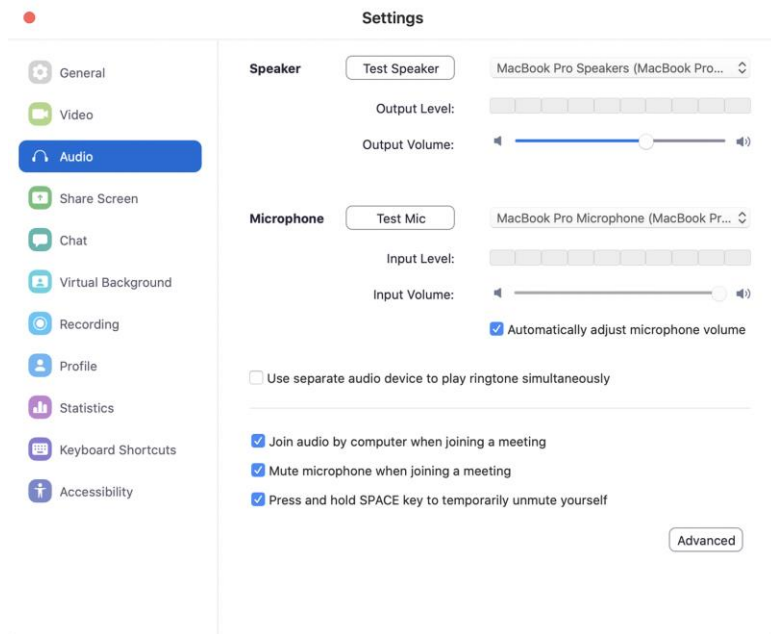 Settings
General
Video
Audio
Share Screen
Chat
Virtual Background
Recording
Profile
Statistics
Keyboard Shortcuts
Accessibility
Speaker Test Speaker MacBook Pro Speakers (MacBook Pro...
Output Level:
Output Volume:
Microphone Test Mic MacBook Pro Microphone (MacBook Pr...
Input Level:
Input Volume:
Automatically adjust microphone volume
Use separate audio device to play ringtone simultaneously
Join audio by computer when joining a meeting
Mute microphone when joining a meeting
Press and hold SPACE key to temporarily unmute yourself
Advanced